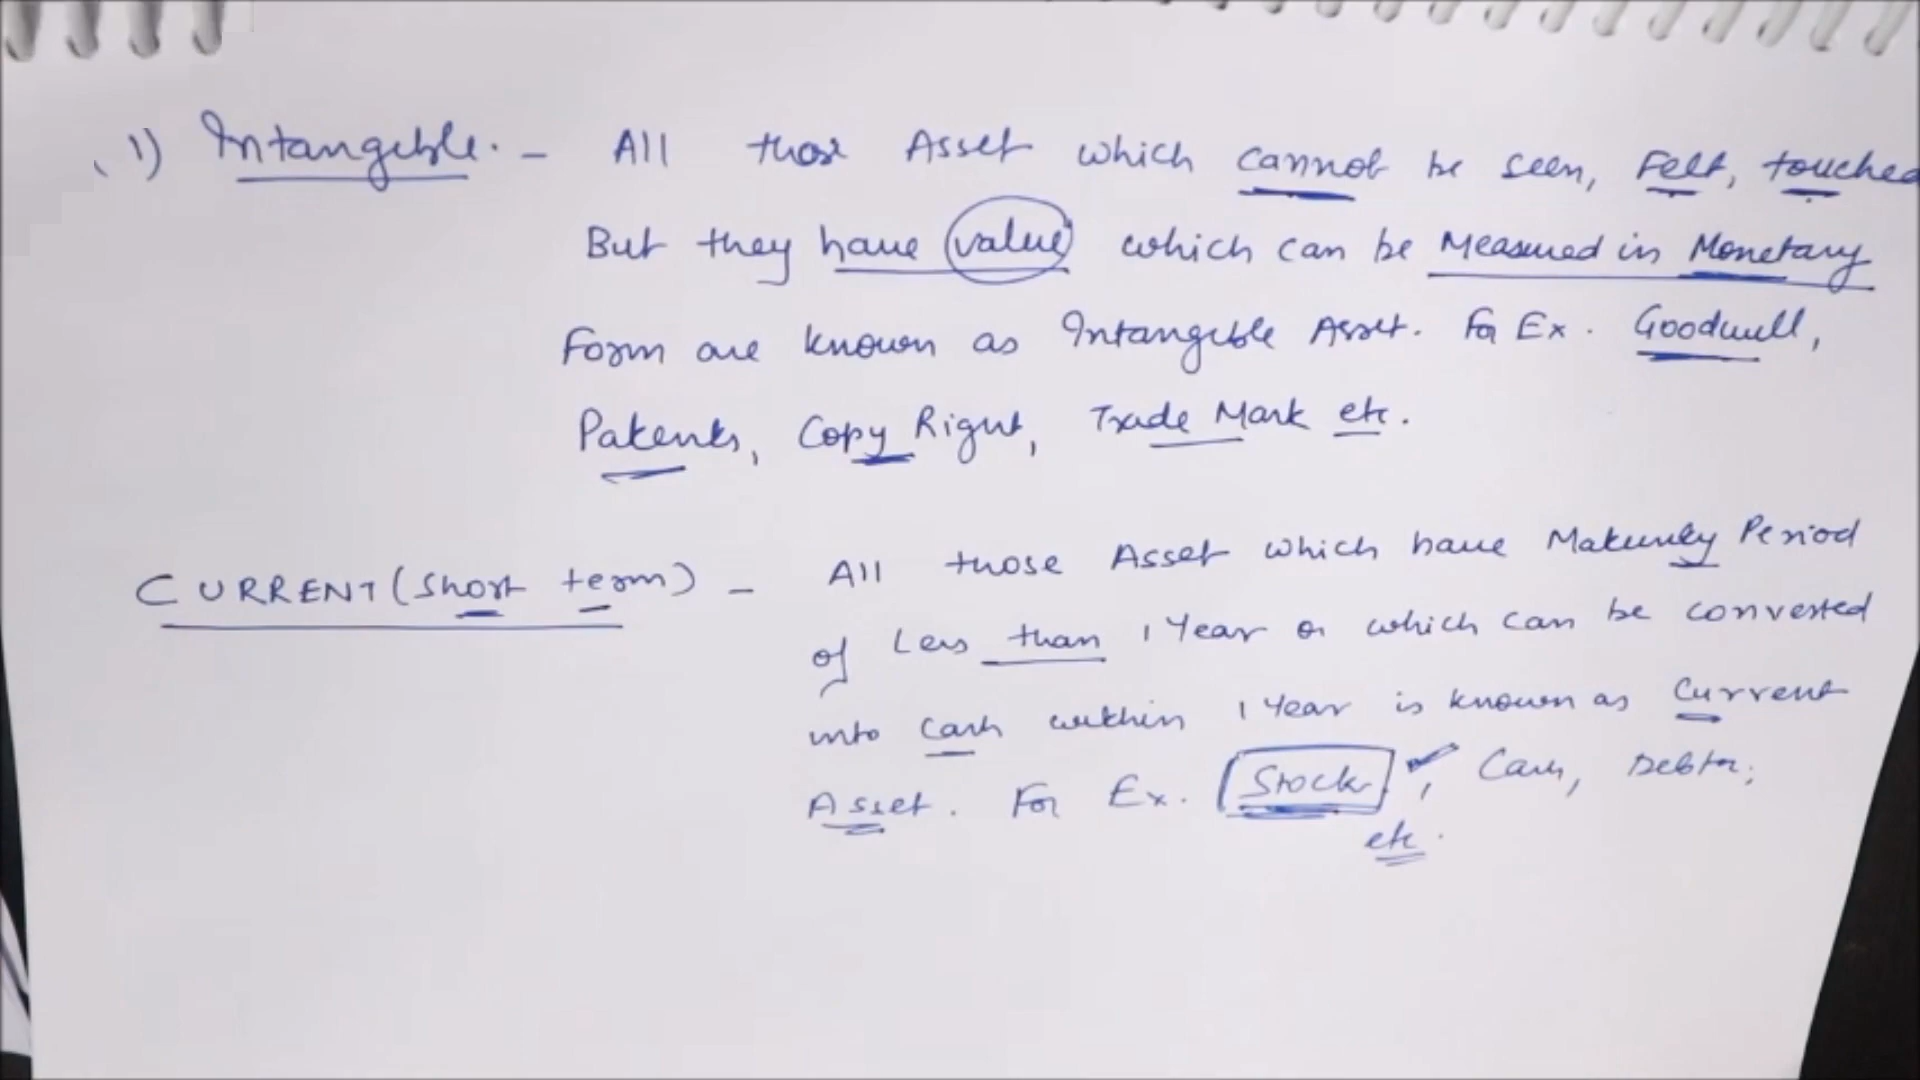 1) Intangible. - All those Asset which cannot be seen, Felt, touched
But they have value which can be Measured in Monetary
Form are known as Intangible Asset. For Ex. Goodwill,
Patents, Copy Right, Trade Mark etc.
CURRENT (Short term) - All those Asset which have Maturity Period
of Less than 1 Year or which can be converted
into Cash within 1 Year is known as Current
Asset. For Ex. Stock, Cash, Debtor,
etc.